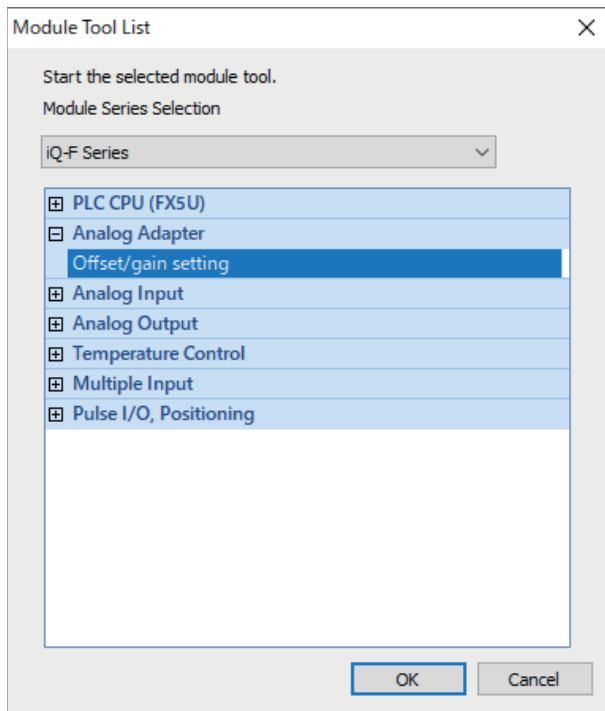 Module Tool List
Start the selected module tool.
Module Series Selection
iQ-F Series
PLC CPU (FX5U)
Analog Adapter
Offset/gain setting
Analog Input
Analog Output
Temperature Control
Multiple Input
Pulse I/O, Positioning
OK Cancel